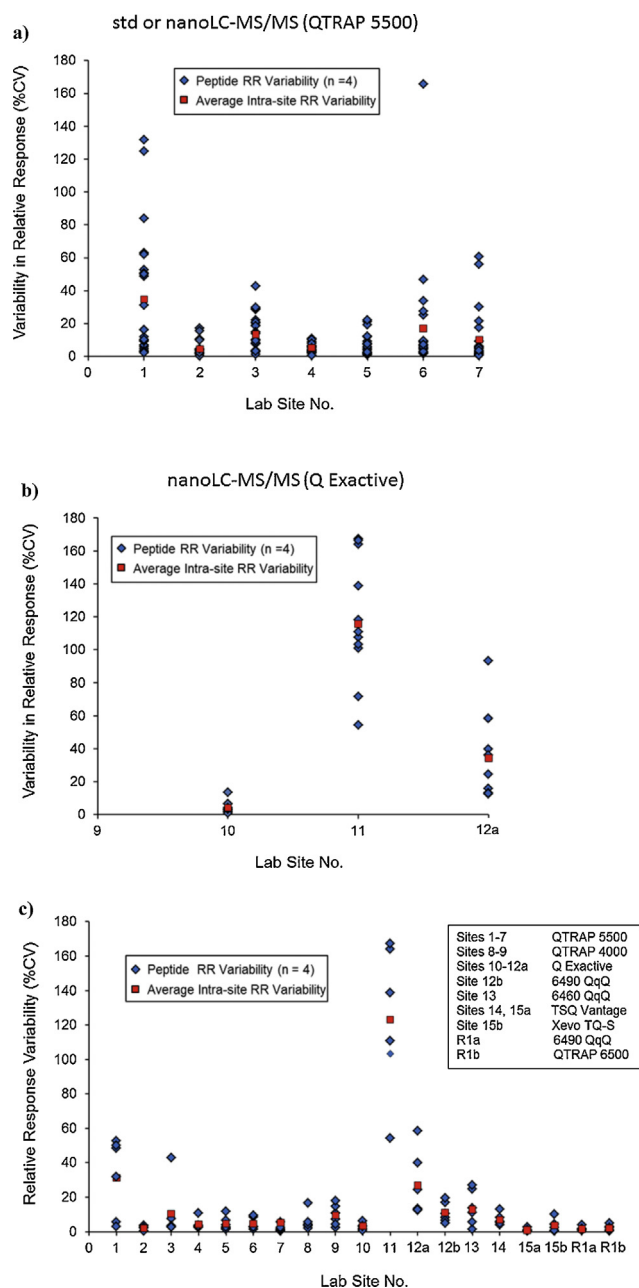 a)
std or nanoLC-MS/MS (QTRAP 5500)
180
160
140
120
100
80
60
40
20
0
Variability in Relative Response (%CV)
Peptide RR Variability (n =4)
Average Intra-site RR Variability
0 1 2 3 4 5 6 7
Lab Site No.
b)
nanoLC-MS/MS (Q Exactive)
180
160
140
120
100
80
60
40
20
0
Variability in Relative Response (%CV)
Peptide RR Variability (n =4)
Average Intra-site RR Variability
9 10 11 12a
Lab Site No.
c)
180
160
140
120
100
80
60
40
20
0
Relative Response Variability (%CV)
Peptide RR Variability (n = 4)
Average Intra-site RR Variability
Sites 1-7 QTRAP 5500
Sites 8-9 QTRAP 4000
Sites 10-12a Q Exactive
Site 12b 6490 QqQ
Site 13 6460 QqQ
Sites 14, 15a TSQ Vantage
Site 15b Xevo TQ-S
R1a 6490 QqQ
R1b QTRAP 6500
0 1 2 3 4 5 6 7 8 9 10 11 12a 12b 13 14 15a 15b R1a R1b
Lab Site No.